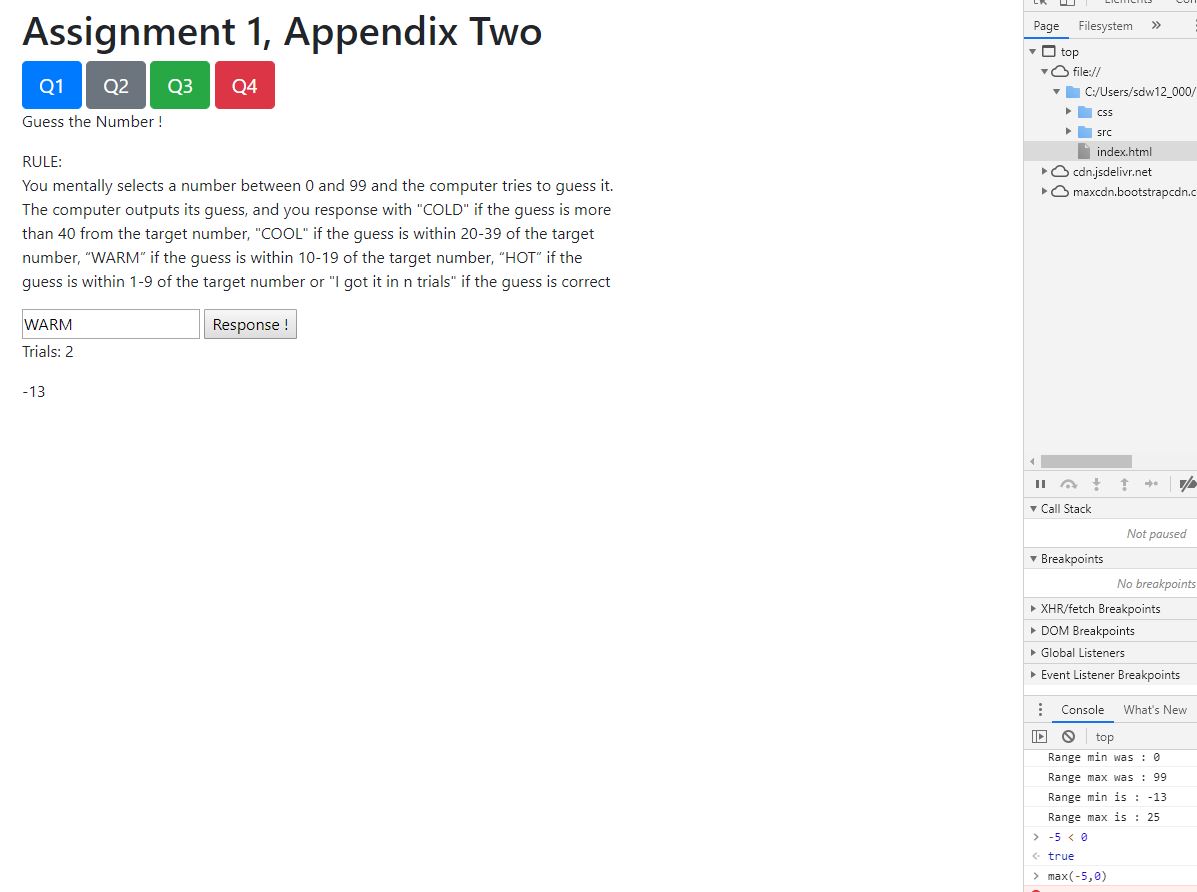 Assignment 1, Appendix Two
Q1 Q2 Q3 Q4
Guess the Number !
RULE:
You mentally selects a number between 0 and 99 and the computer tries to guess it.
The computer outputs its guess, and you response with "COLD" if the guess is more
than 40 from the target number, "COOL" if the guess is within 20-39 of the target
number, “WARM” if the guess is within 10-19 of the target number, “HOT” if the
guess is within 1-9 of the target number or "I got it in n trials" if the guess is correct
WARM Response !
Trials: 2
-13
Elements
Page Filesystem »
top
file://
C:/Users/sdw12_000/
css
src
index.html
cdn.jsdelivr.net
maxcdn.bootstrapcdn.c
Call Stack
Not paused
Breakpoints
No breakpoints
XHR/fetch Breakpoints
DOM Breakpoints
Global Listeners
Event Listener Breakpoints
Console What's New
top
Range min was : 0
Range max was : 99
Range min is : -13
Range max is : 25
> -5 < 0
true
> max(-5,0)